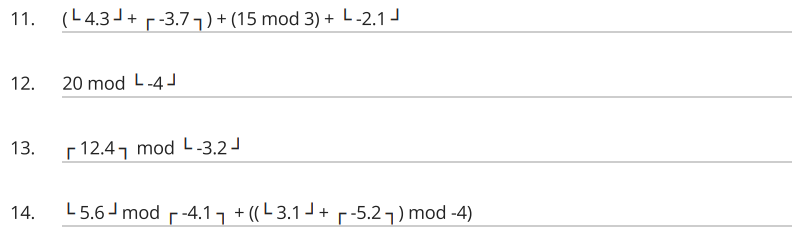 11. (└ 4.3 ┘+ ┌ -3.7 ┐) + (15 mod 3) + └ -2.1 ┘
12. 20 mod └ -4 ┘
13. ┌ 12.4 ┐ mod └ -3.2 ┘
14. └ 5.6 ┘ mod ┌ -4.1 ┐ + ((└ 3.1 ┘+ ┌ -5.2 ┐) mod -4)